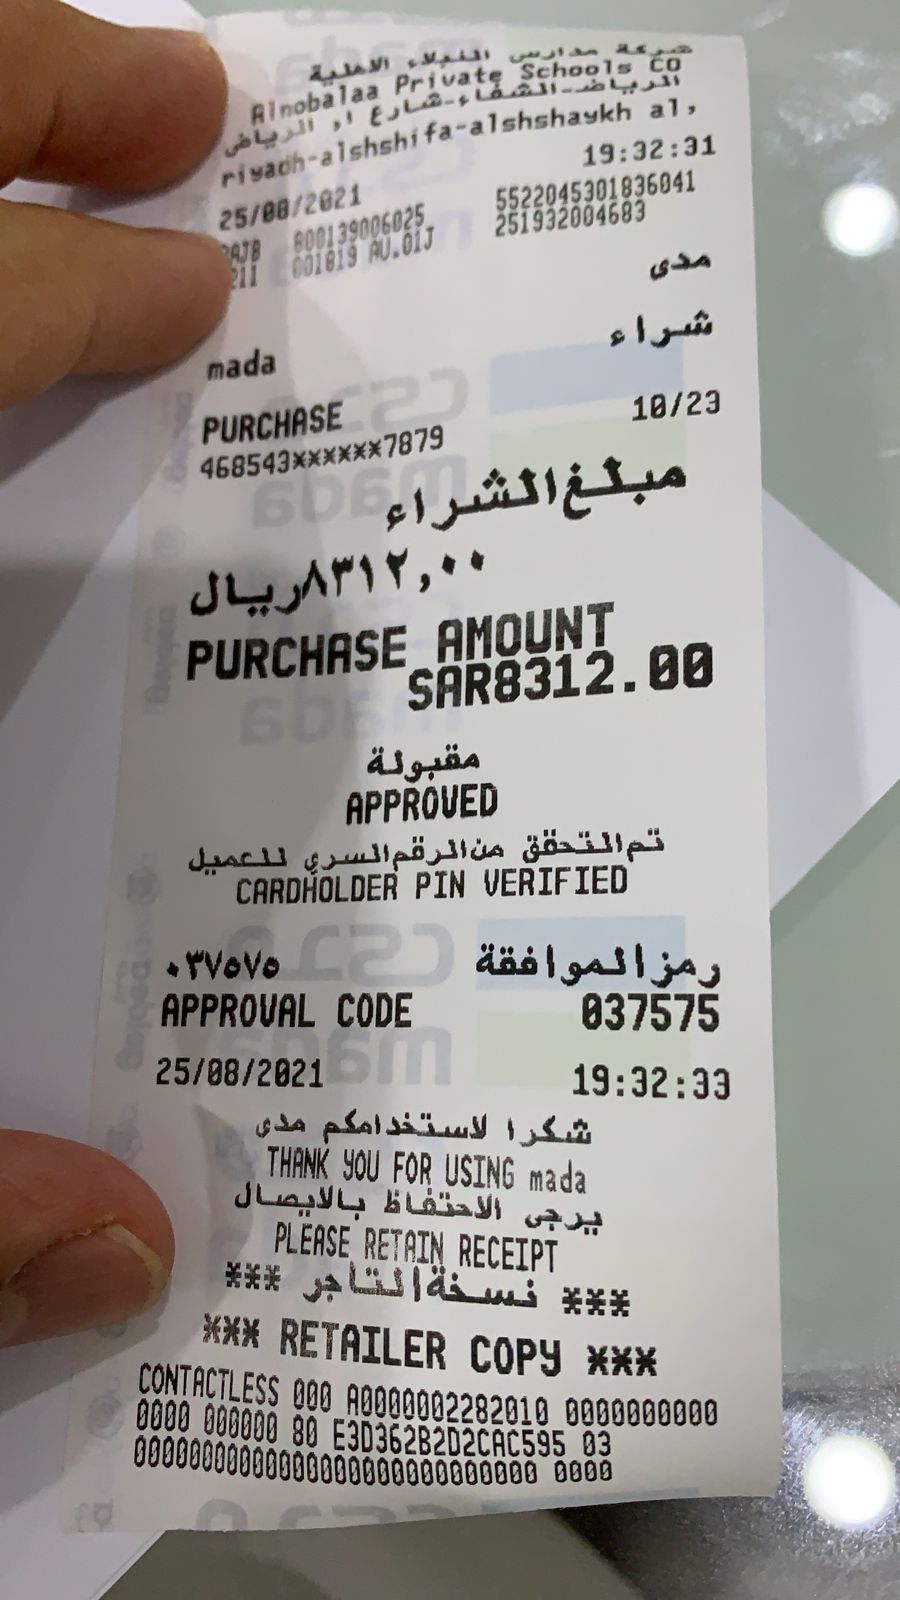 شركة مدارس النبلاء الاهلية
Alnobalaa Private Schools CO
الرياض-الشفاء-شارع ا, الرياض
riyadh-alshshifa-alshshaykh al,
25/08/2021 19:32:31
800139006025 5522045301836041
001819 AU.01J 251932004683
مدى
mada
شراء
PURCHASE 10/23
468543******7879
مبلغ الشراء
٨٣١٢,٠٠ ريال
PURCHASE AMOUNT
SAR8312.00
مقبولة
APPROVED
تم التحقق من الرقم السري للعميل
CARDHOLDER PIN VERIFIED
رمز الموافقة ٠٣٧٥٧٥
APPROVAL CODE 037575
25/08/2021 19:32:33
شكرا لاستخدامكم مدى
THANK YOU FOR USING mada
يرجى الاحتفاظ بالايصال
PLEASE RETAIN RECEIPT
*** نسخة التاجر ***
*** RETAILER COPY ***
CONTACTLESS 000 A0000002282010 0000000000
0000 000000 80 E3D362B2D2CAC595 03
0000000000000000000000000000 0000